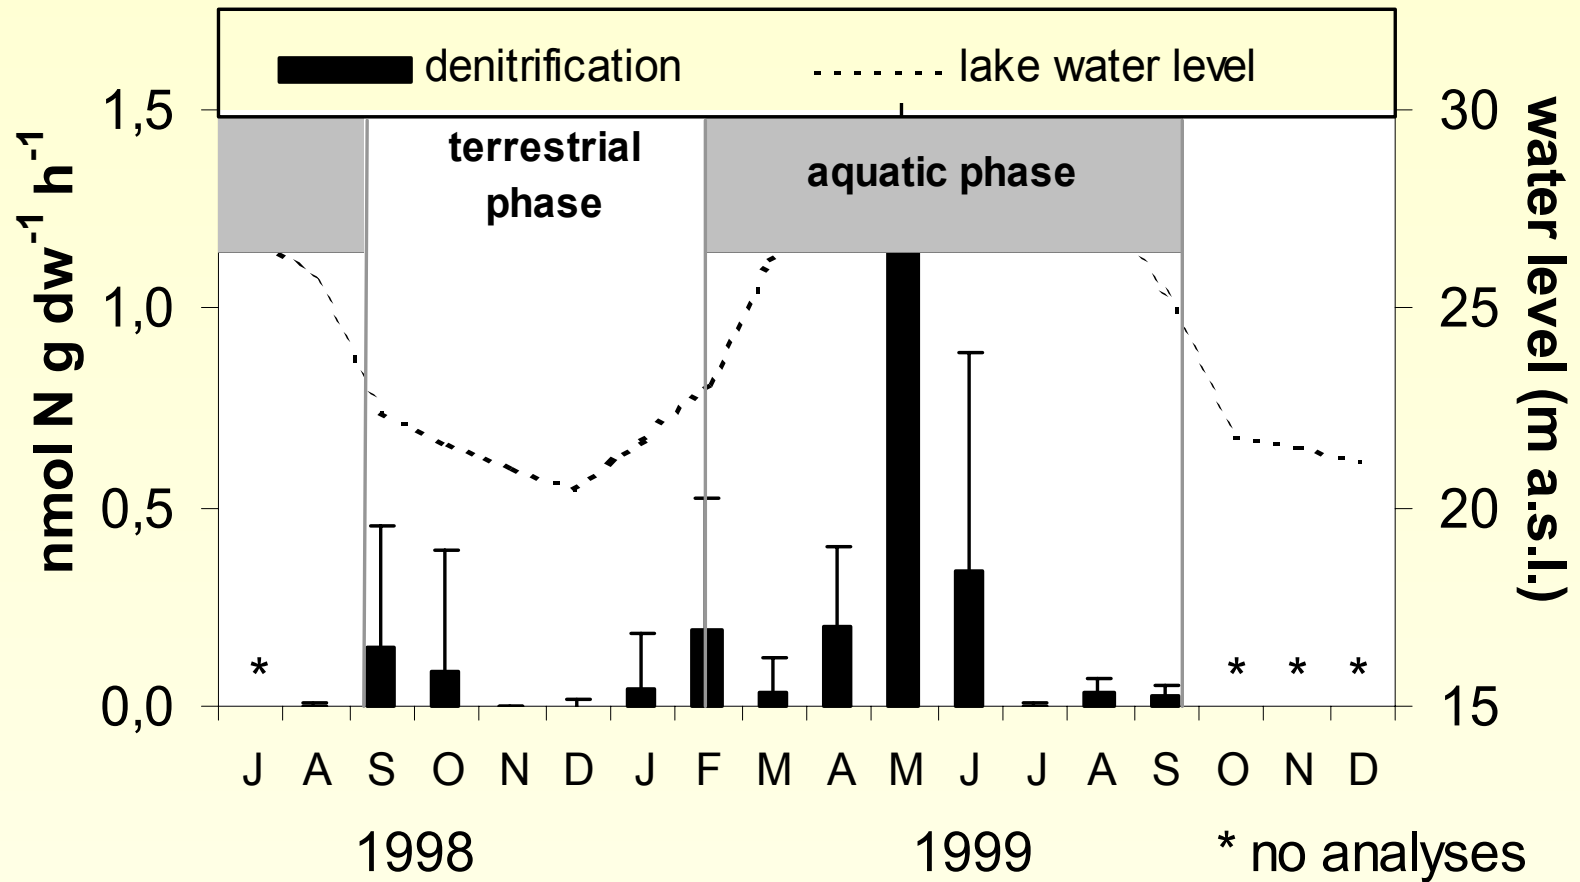 denitrification lake water level
nmol N g dw⁻¹ h⁻¹
1,5
1,0
0,5
0,0
terrestrial
phase
aquatic phase
30
25
20
15
water level (m a.s.l.)
* * * *
J A S O N D J F M A M J J A S O N D
1998 1999 * no analyses